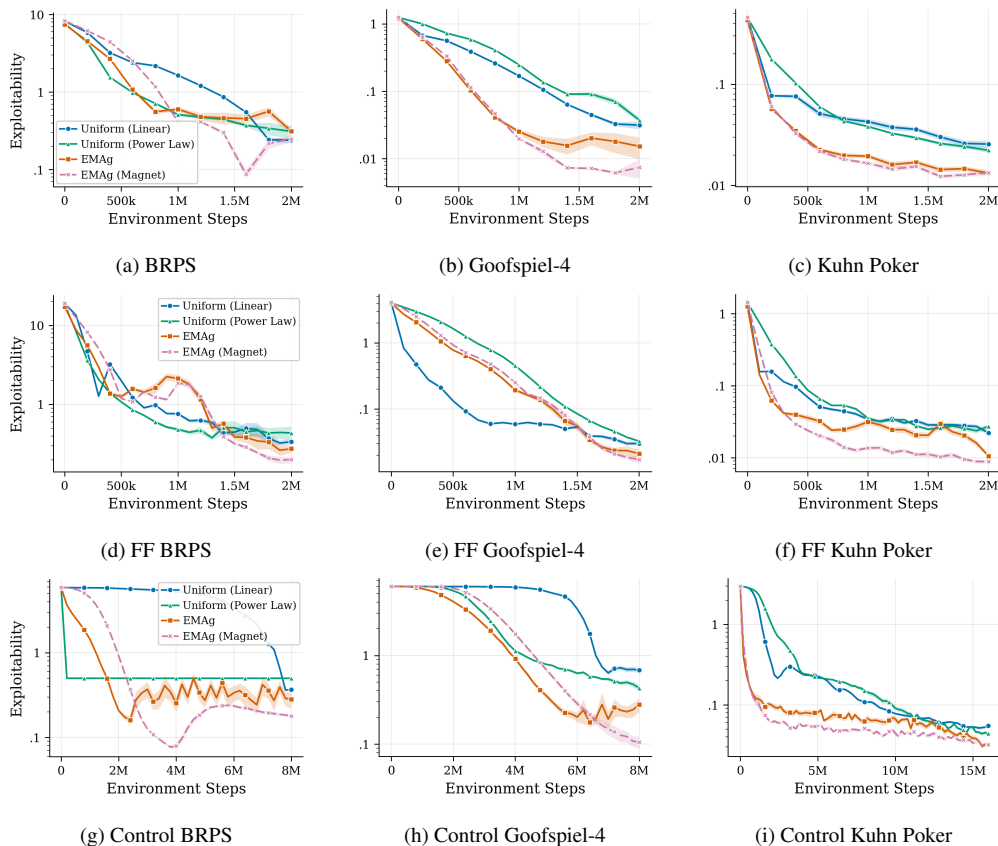 10
1
.1
Exploitability
Uniform (Linear)
Uniform (Power Law)
EMAg
EMAg (Magnet)
0
500k
1M
1.5M
2M
Environment Steps
(a) BRPS
1
.1
.01
0
500k
1M
1.5M
2M
Environment Steps
(b) Goofspiel-4
.1
.01
0
500k
1M
1.5M
2M
Environment Steps
(c) Kuhn Poker
10
1
Exploitability
Uniform (Linear)
Uniform (Power Law)
EMAg
EMAg (Magnet)
0
500k
1M
1.5M
2M
Environment Steps
(d) FF BRPS
1
.1
0
500k
1M
1.5M
2M
Environment Steps
(e) FF Goofspiel-4
1
.1
.01
0
500k
1M
1.5M
2M
Environment Steps
(f) FF Kuhn Poker
1
.1
Exploitability
Uniform (Linear)
Uniform (Power Law)
EMAg
EMAg (Magnet)
0
2M
4M
6M
8M
Environment Steps
(g) Control BRPS
1
.1
0
2M
4M
6M
8M
Environment Steps
(h) Control Goofspiel-4
1
.1
0
5M
10M
15M
Environment Steps
(i) Control Kuhn Poker